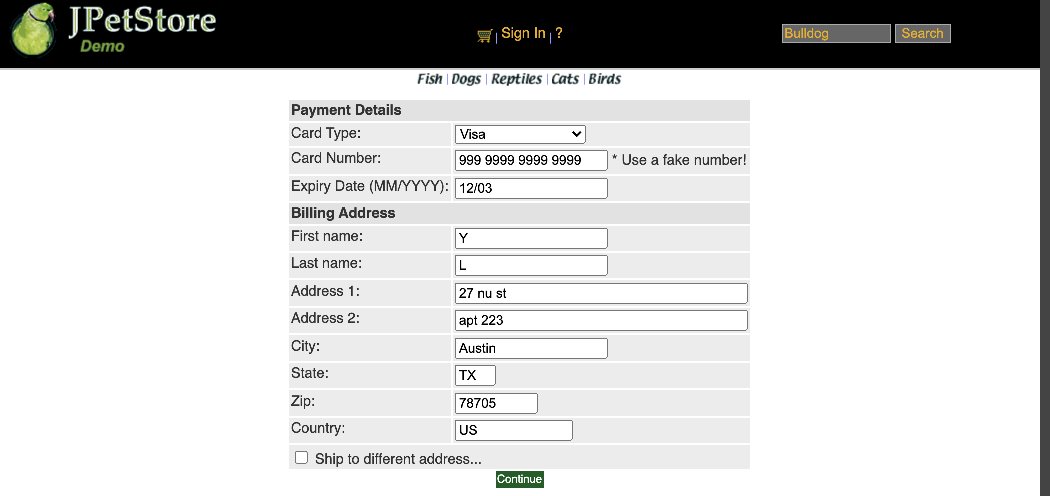 JPetStore
Demo
Sign In | ?
Bulldog Search
Fish | Dogs | Reptiles | Cats | Birds
Payment Details
Card Type: Visa
Card Number: 999 9999 9999 9999 * Use a fake number!
Expiry Date (MM/YYYY): 12/03
Billing Address
First name: Y
Last name: L
Address 1: 27 nu st
Address 2: apt 223
City: Austin
State: TX
Zip: 78705
Country: US
Ship to different address...
Continue